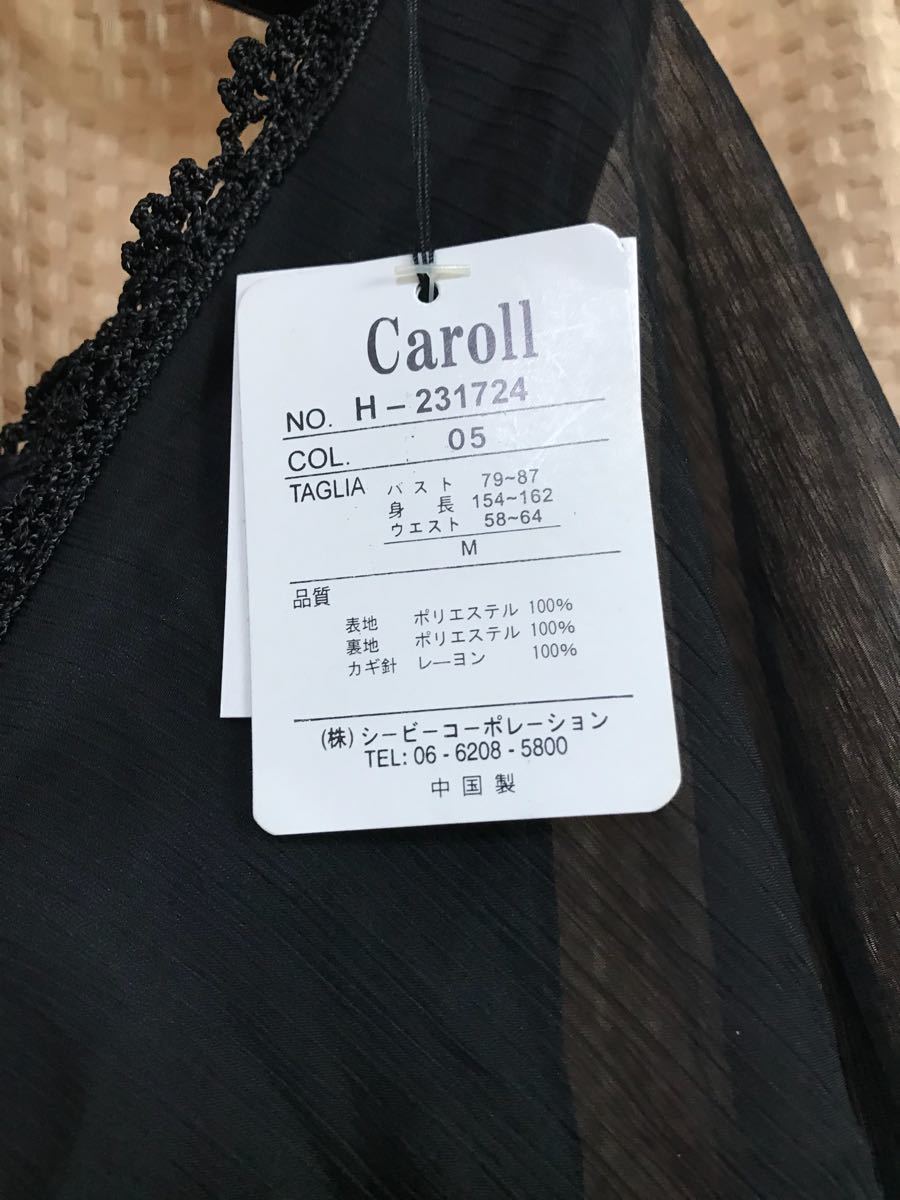 Caroll
NO. H-231724
COL. 05
TAGLIA バスト 79~87
身長 154~162
ウエスト 58~64
M
品質
表地 ポリエステル 100%
裏地 ポリエステル 100%
カギ針 レーヨン 100%
(株)シービーコーポレーション
TEL: 06-6208-5800
中国製